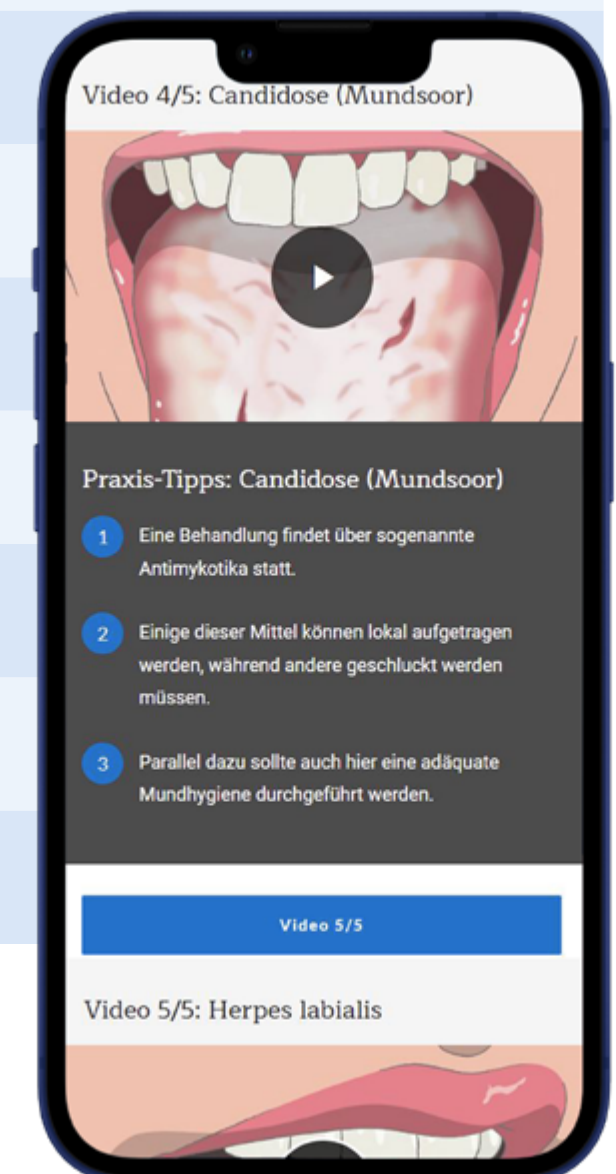 Video 4/5: Candidose (Mundsoor)
Praxis-Tipps: Candidose (Mundsoor)
1 Eine Behandlung findet über sogenannte
Antimykotika statt.
2 Einige dieser Mittel können lokal aufgetragen
werden, während andere geschluckt werden
müssen.
3 Parallel dazu sollte auch hier eine adäquate
Mundhygiene durchgeführt werden.
Video 5/5
Video 5/5: Herpes labialis